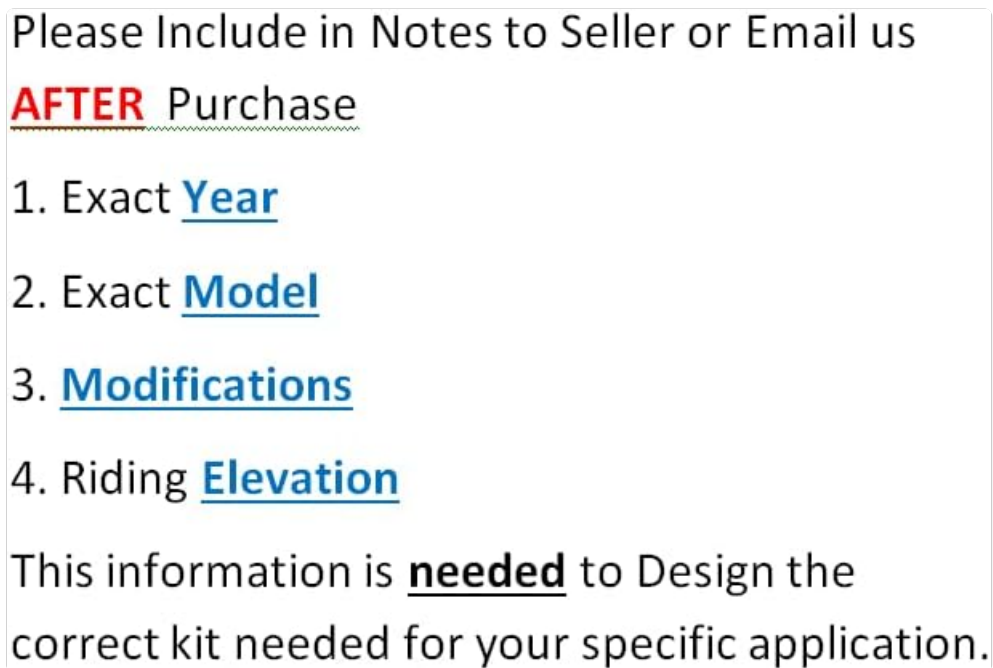 Please Include in Notes to Seller or Email us
AFTER Purchase
1. Exact Year
2. Exact Model
3. Modifications
4. Riding Elevation
This information is needed to Design the
correct kit needed for your specific application.